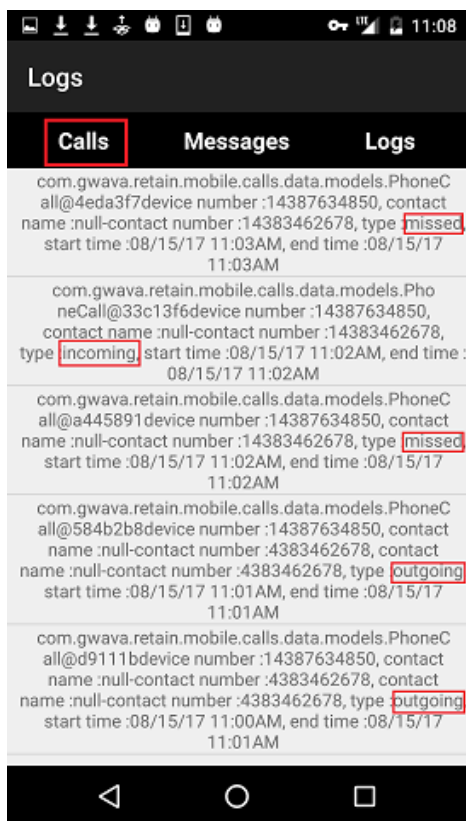 LTE 11:08
Logs
Calls Messages Logs
com.gwava.retain.mobile.calls.data.models.PhoneC
all@4eda3f7device number :14387634850, contact
name :null-contact number :14383462678, type :missed,
start time :08/15/17 11:03AM, end time :08/15/17
11:03AM
com.gwava.retain.mobile.calls.data.models.Pho
neCall@33c13f6device number :14387634850,
contact name :null-contact number :14383462678,
type :incoming, start time :08/15/17 11:02AM, end time :
08/15/17 11:02AM
com.gwava.retain.mobile.calls.data.models.PhoneC
all@a445891device number :14387634850, contact
name :null-contact number :14383462678, type :missed,
start time :08/15/17 11:02AM, end time :08/15/17
11:02AM
com.gwava.retain.mobile.calls.data.models.PhoneC
all@584b2b8device number :14387634850, contact
name :null-contact number :4383462678, contact
name :null-contact number :4383462678, type :outgoing
start time :08/15/17 11:01AM, end time :08/15/17
11:01AM
com.gwava.retain.mobile.calls.data.models.PhoneC
all@d9111bdevice number :14387634850, contact
name :null-contact number :4383462678, contact
name :null-contact number :4383462678, type :outgoing
start time :08/15/17 11:00AM, end time :08/15/17
11:01AM